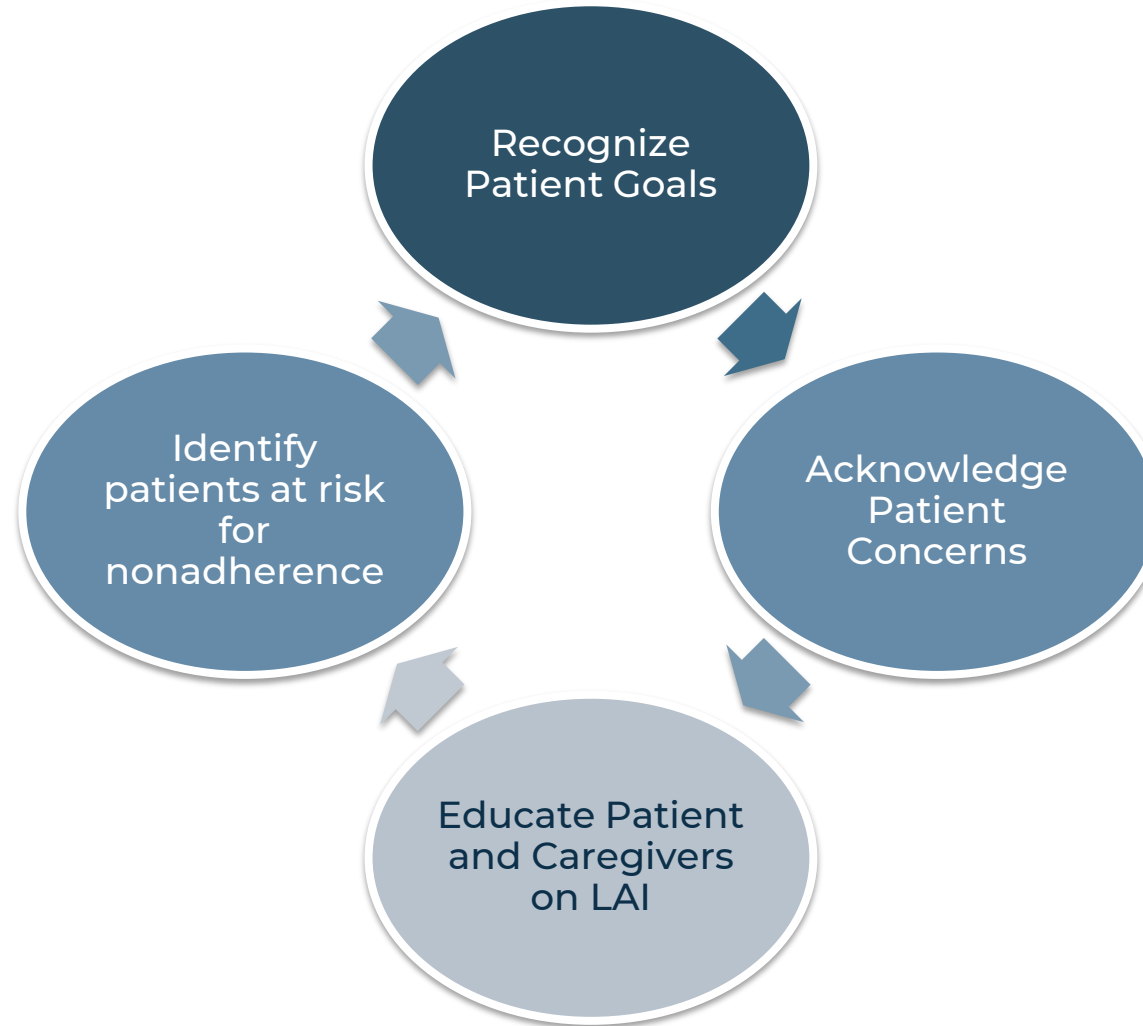 Recognize
Patient Goals
Acknowledge
Patient
Concerns
Educate Patient
and Caregivers
on LAI
Identify
patients at risk
for
nonadherence